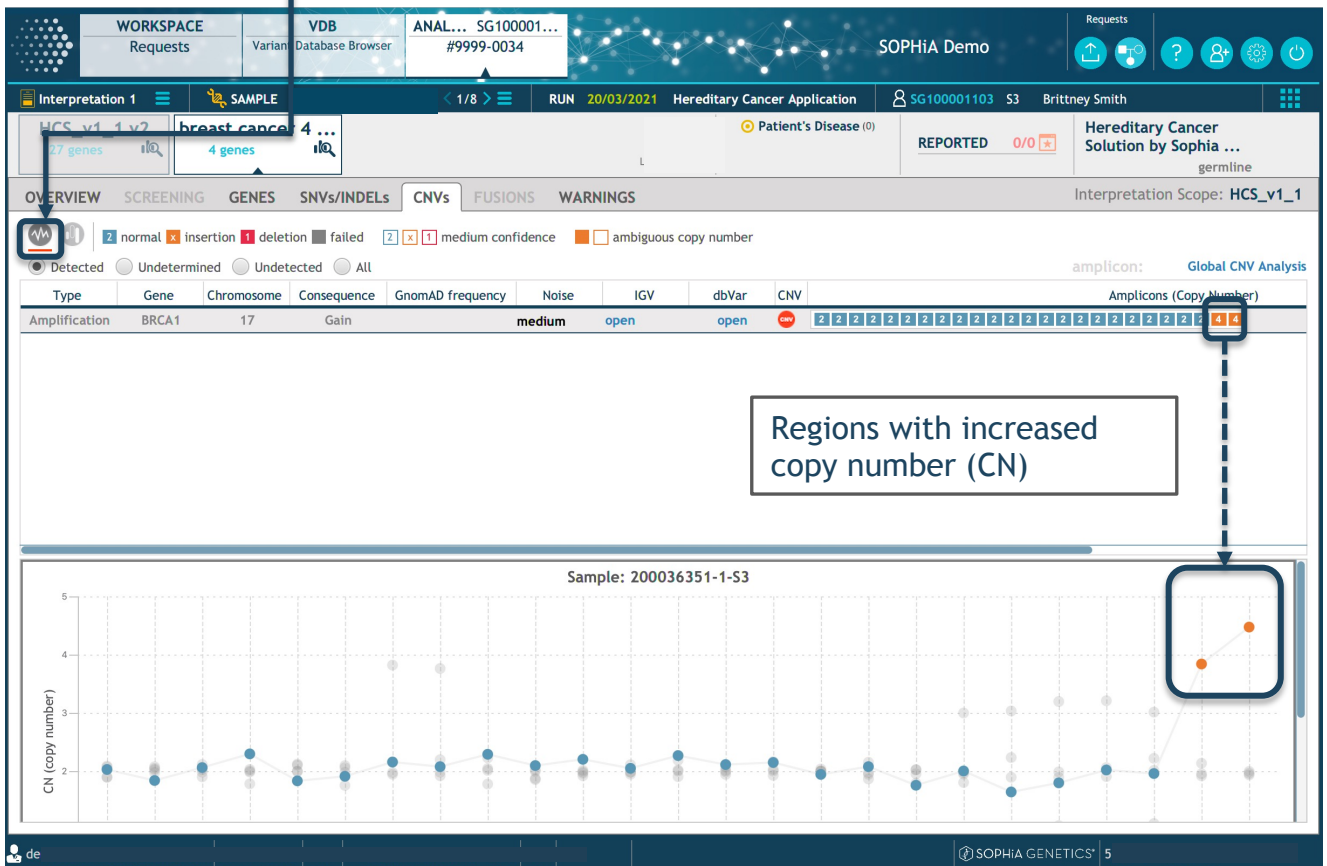 WORKSPACE
Requests
VDB
Variant Database Browser
ANAL... SG100001...
#9999-0034
SOPHiA Demo
Requests
?
Interpretation 1
SAMPLE
< 1/8 >
RUN 20/03/2021 Hereditary Cancer Application
SG100001103 S3 Brittney Smith
HCS_v1_1 v2
27 genes
breast cancer 4 ...
4 genes
L
Patient's Disease (0)
REPORTED 0/0
Hereditary Cancer
Solution by Sophia ...
germline
OVERVIEW SCREENING GENES SNVs/INDELs CNVs FUSIONS WARNINGS
Interpretation Scope: HCS_v1_1
2 normal x insertion 1 deletion failed 2 x 1 medium confidence ambiguous copy number
Detected Undetermined Undetected All
amplicon: Global CNV Analysis
Type Gene Chromosome Consequence GnomAD frequency Noise IGV dbVar CNV Amplicons (Copy Number)
Amplification BRCA1 17 Gain medium open open CNV 2 2 2 2 2 2 2 2 2 2 2 2 2 2 2 2 2 2 2 2 2 2 2 4 4
Regions with increased
copy number (CN)
Sample: 200036351-1-S3
5
4
3
2
CN (copy number)
de
SOPHiA GENETICS
5